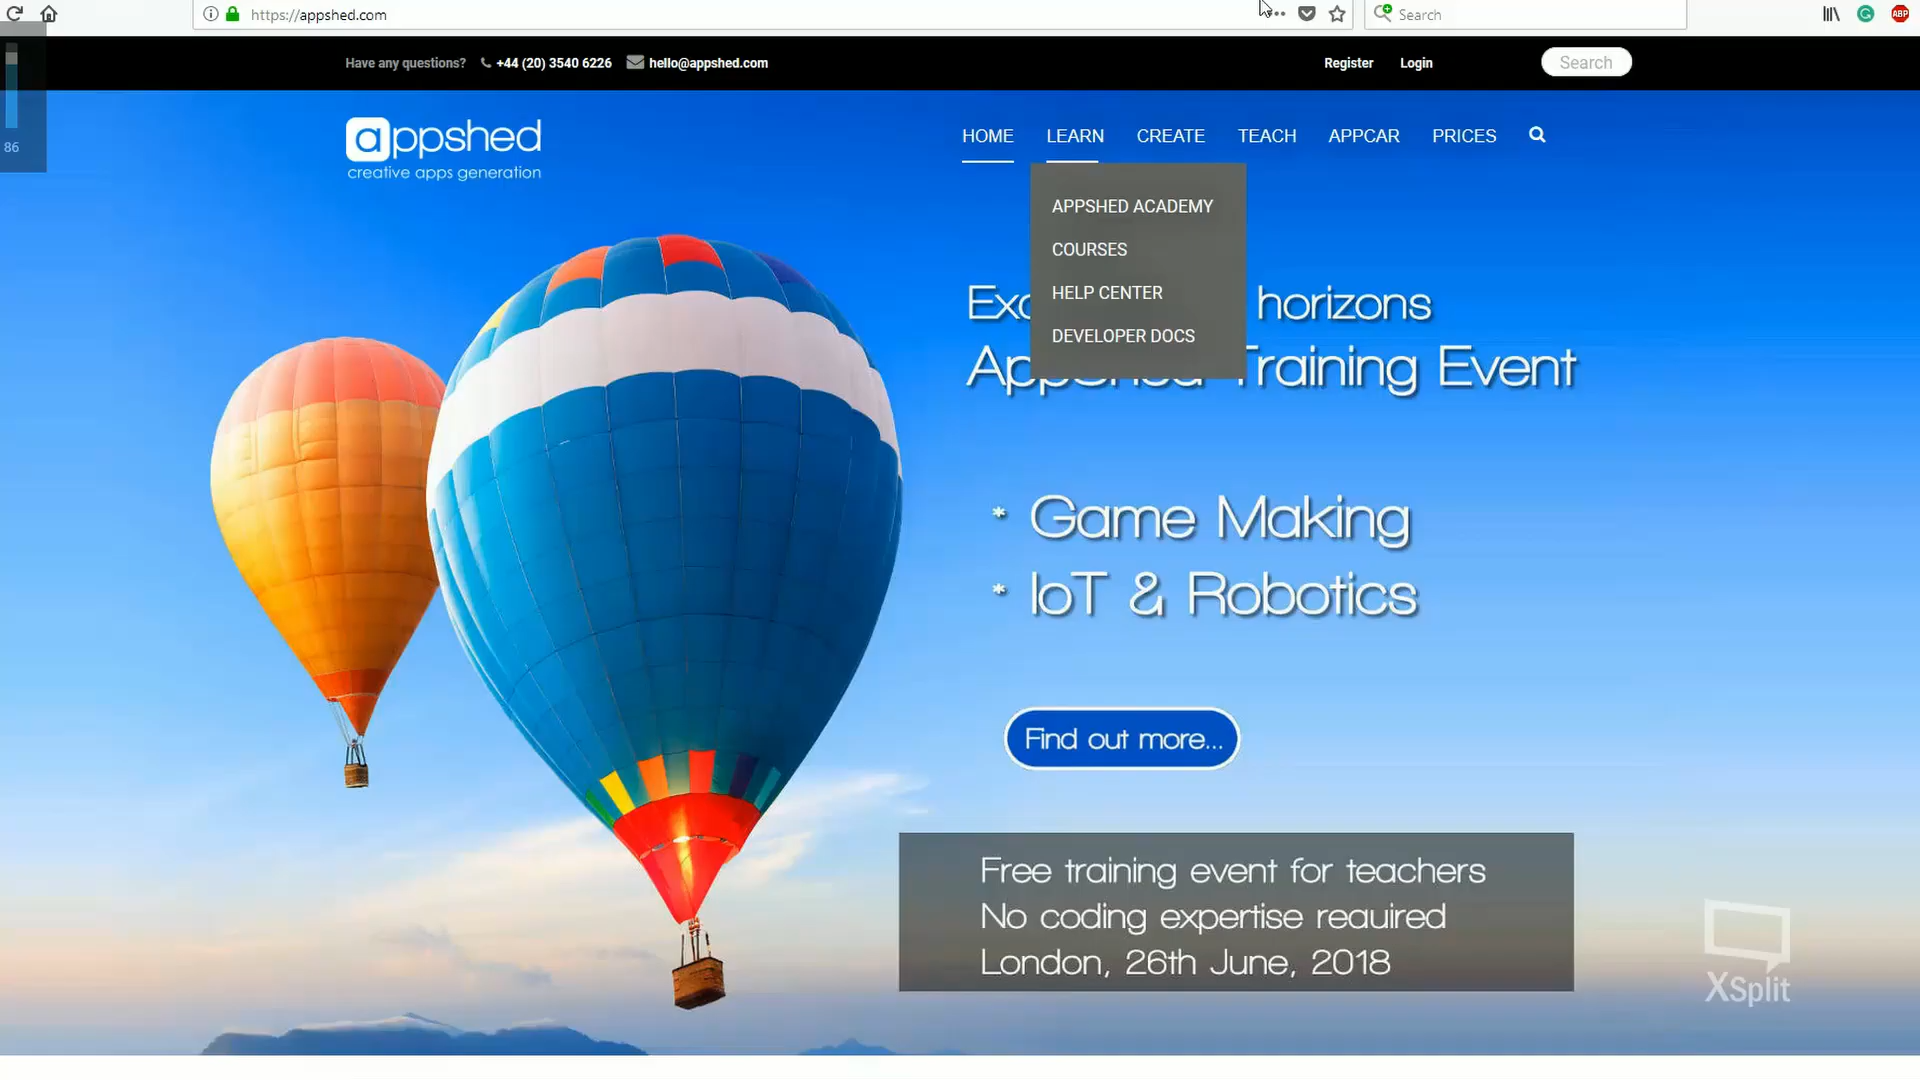 https://appshed.com
Search
Have any questions? +44 (20) 3540 6226 hello@appshed.com
Register Login
Search
86
appshed
creative apps generation
HOME LEARN CREATE TEACH APPCAR PRICES
APPSHED ACADEMY
COURSES
HELP CENTER
DEVELOPER DOCS
horizons
Training Event
* Game Making
* IoT & Robotics
Find out more...
Free training event for teachers
No coding expertise reauired
London, 26th June, 2018
XSplit
ABP